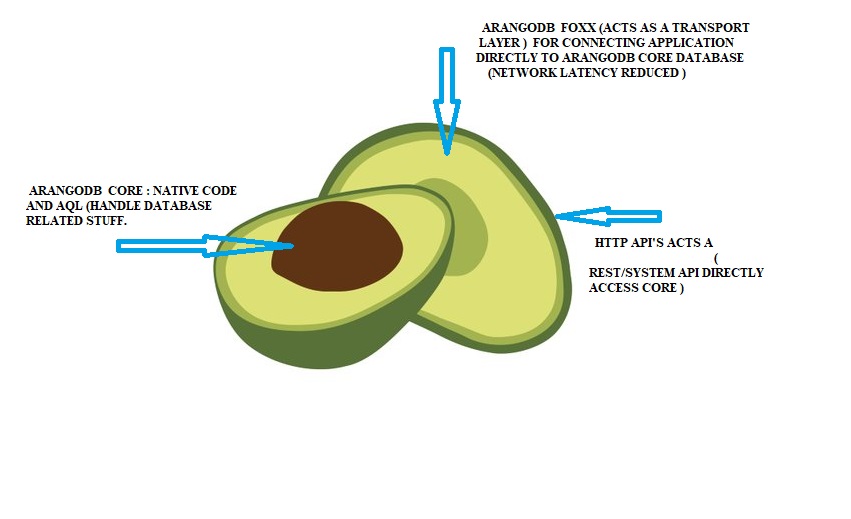 ARANGODB FOXX (ACTS AS A TRANSPORT
LAYER ) FOR CONNECTING APPLICATION
DIRECTLY TO ARANGODB CORE DATABASE
(NETWORK LATENCY REDUCED )
ARANGODB CORE : NATIVE CODE
AND AQL (HANDLE DATABASE
RELATED STUFF.
HTTP API'S ACTS A
(
REST/SYSTEM API DIRECTLY
ACCESS CORE )